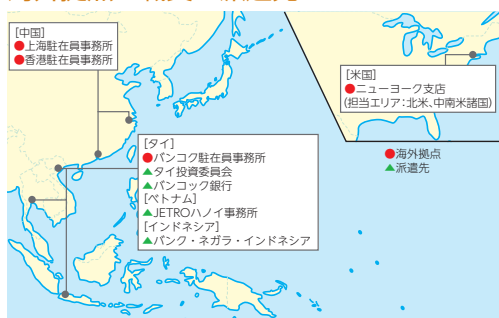 [中国]
●上海駐在員事務所
●香港駐在員事務所
[米国]
●ニューヨーク支店
(担当エリア:北米、中南米諸国)
●海外拠点
▲派遣先
[タイ]
●バンコク駐在員事務所
▲タイ投資委員会
▲バンコック銀行
[ベトナム]
▲JETROハノイ事務所
[インドネシア]
▲バンク・ネガラ・インドネシア